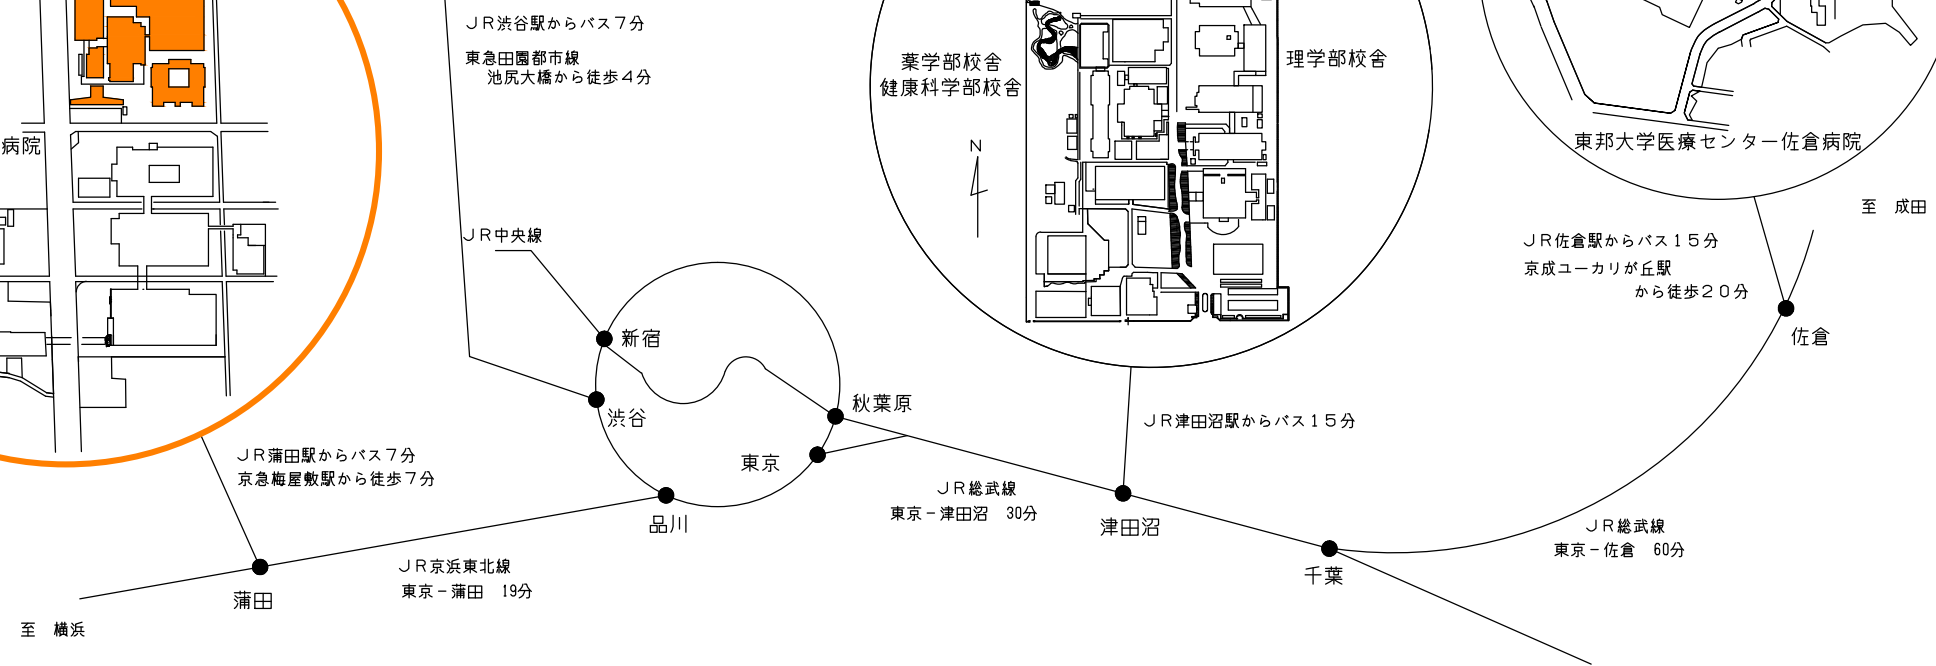 ＪＲ渋谷駅からバス７分
東急田園都市線
池尻大橋から徒歩４分
薬学部校舎
健康科学部校舎
理学部校舎
N
病院
東邦大学医療センター佐倉病院
至　成田
ＪＲ佐倉駅からバス１５分
京成ユーカリが丘駅
から徒歩２０分
ＪＲ中央線
新宿
佐倉
渋谷
秋葉原
ＪＲ津田沼駅からバス１５分
ＪＲ蒲田駅からバス７分
京急梅屋敷駅から徒歩７分
東京
ＪＲ総武線
東京－津田沼　30分
品川
津田沼
ＪＲ総武線
東京－佐倉　60分
ＪＲ京浜東北線
東京－蒲田　19分
千葉
蒲田
至　横浜